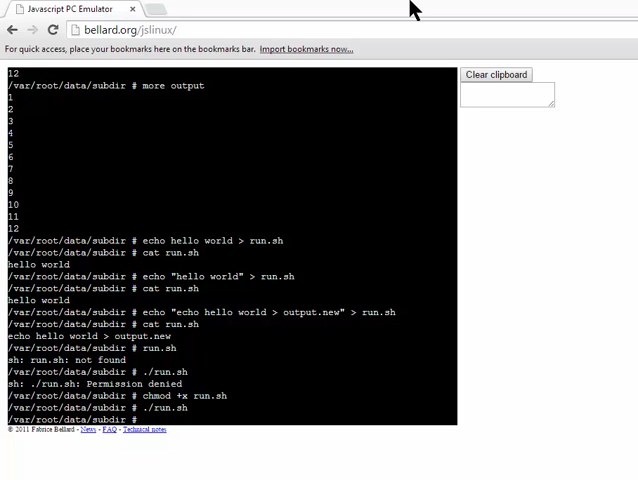 Javascript PC Emulator
bellard.org/jslinux/
For quick access, place your bookmarks here on the bookmarks bar. Import bookmarks now...
Clear clipboard
12
/var/root/data/subdir # more output
1
2
3
4
5
6
7
8
9
10
11
12
/var/root/data/subdir # echo hello world > run.sh
/var/root/data/subdir # cat run.sh
hello world
/var/root/data/subdir # echo "hello world" > run.sh
/var/root/data/subdir # cat run.sh
hello world
/var/root/data/subdir # echo "echo hello world > output.new" > run.sh
/var/root/data/subdir # cat run.sh
echo hello world > output.new
/var/root/data/subdir # run.sh
sh: run.sh: not found
/var/root/data/subdir # ./run.sh
sh: ./run.sh: Permission denied
/var/root/data/subdir # chmod +x run.sh
/var/root/data/subdir # ./run.sh
/var/root/data/subdir #
© 2011 Fabrice Bellard - News - FAQ - Technical notes